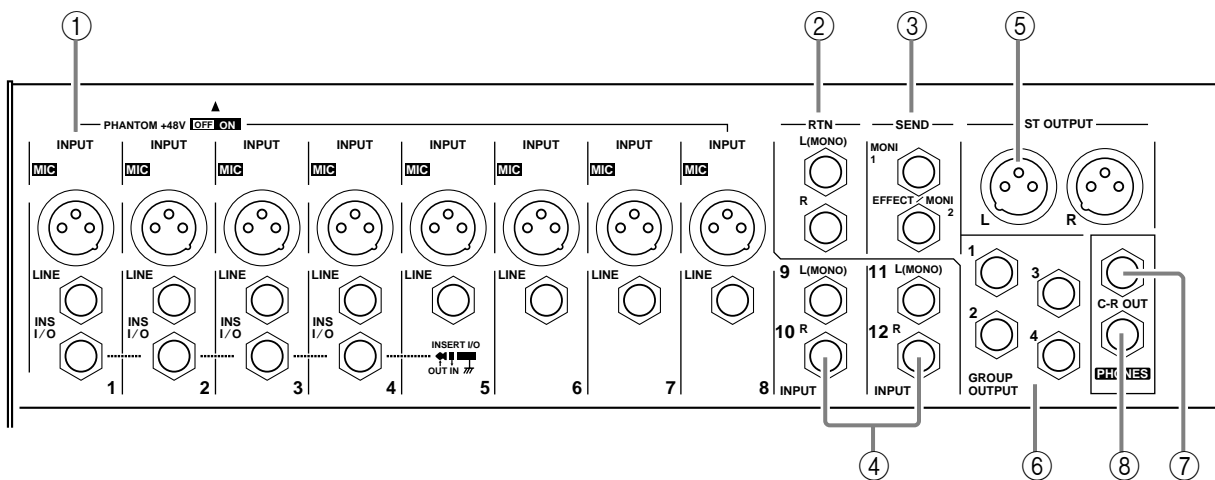 1 2 3 5
PHANTOM +48V OFF ON
RTN SEND ST OUTPUT
INPUT INPUT INPUT INPUT INPUT INPUT INPUT INPUT
MIC MIC MIC MIC MIC MIC MIC MIC
L(MONO)
R
MONI 1
EFFECT/MONI 2
L R
LINE LINE LINE LINE LINE LINE LINE LINE
INS I/O INS I/O INS I/O INS I/O
INSERT I/O
OUT IN
1 2 3 4 5 6 7 8
9 L(MONO)
10 R
INPUT
11 L(MONO)
12 R
INPUT
1
2
3
4
GROUP
OUTPUT
C-R OUT
PHONES
4 6 8 7